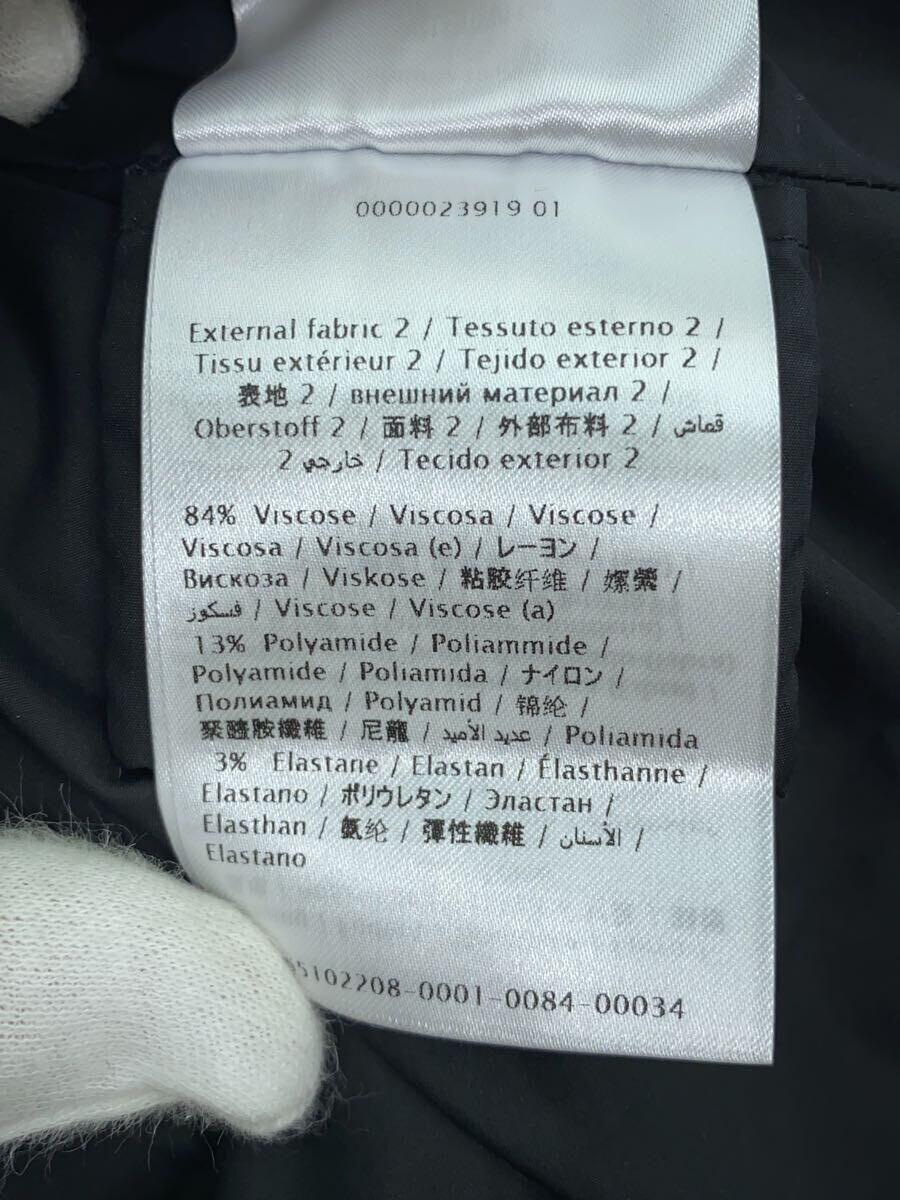 0000023919 01
External fabric 2 / Tessuto esterno 2 /
Tissu extérieur 2 / Tejido exterior 2 /
表地 2 / внешний материал 2 /
Oberstoff 2 / 面料 2 / 外部布料 2 / قماش
خارجي 2 / Tecido exterior 2
84% Viscose / Viscosa / Viscose /
Viscosa / Viscosa (e) / レーヨン /
Вискоза / Viskose / 粘胶纤维 / 嫘縈 /
فسكوز / Viscose / Viscose (a)
13% Polyamide / Poliammide /
Polyamide / Poliamida / ナイロン /
Полиамид / Polyamid / 锦纶 /
聚醯胺纖維 / 尼龍 / عديد الأميد / Poliamida
3% Elastane / Elastan / Élasthanne /
Elastano / ポリウレタン / Эластан /
Elasthan / 氨纶 / 彈性纖維 / الأسنان /
Elastano
5102208-0001-0084-00034